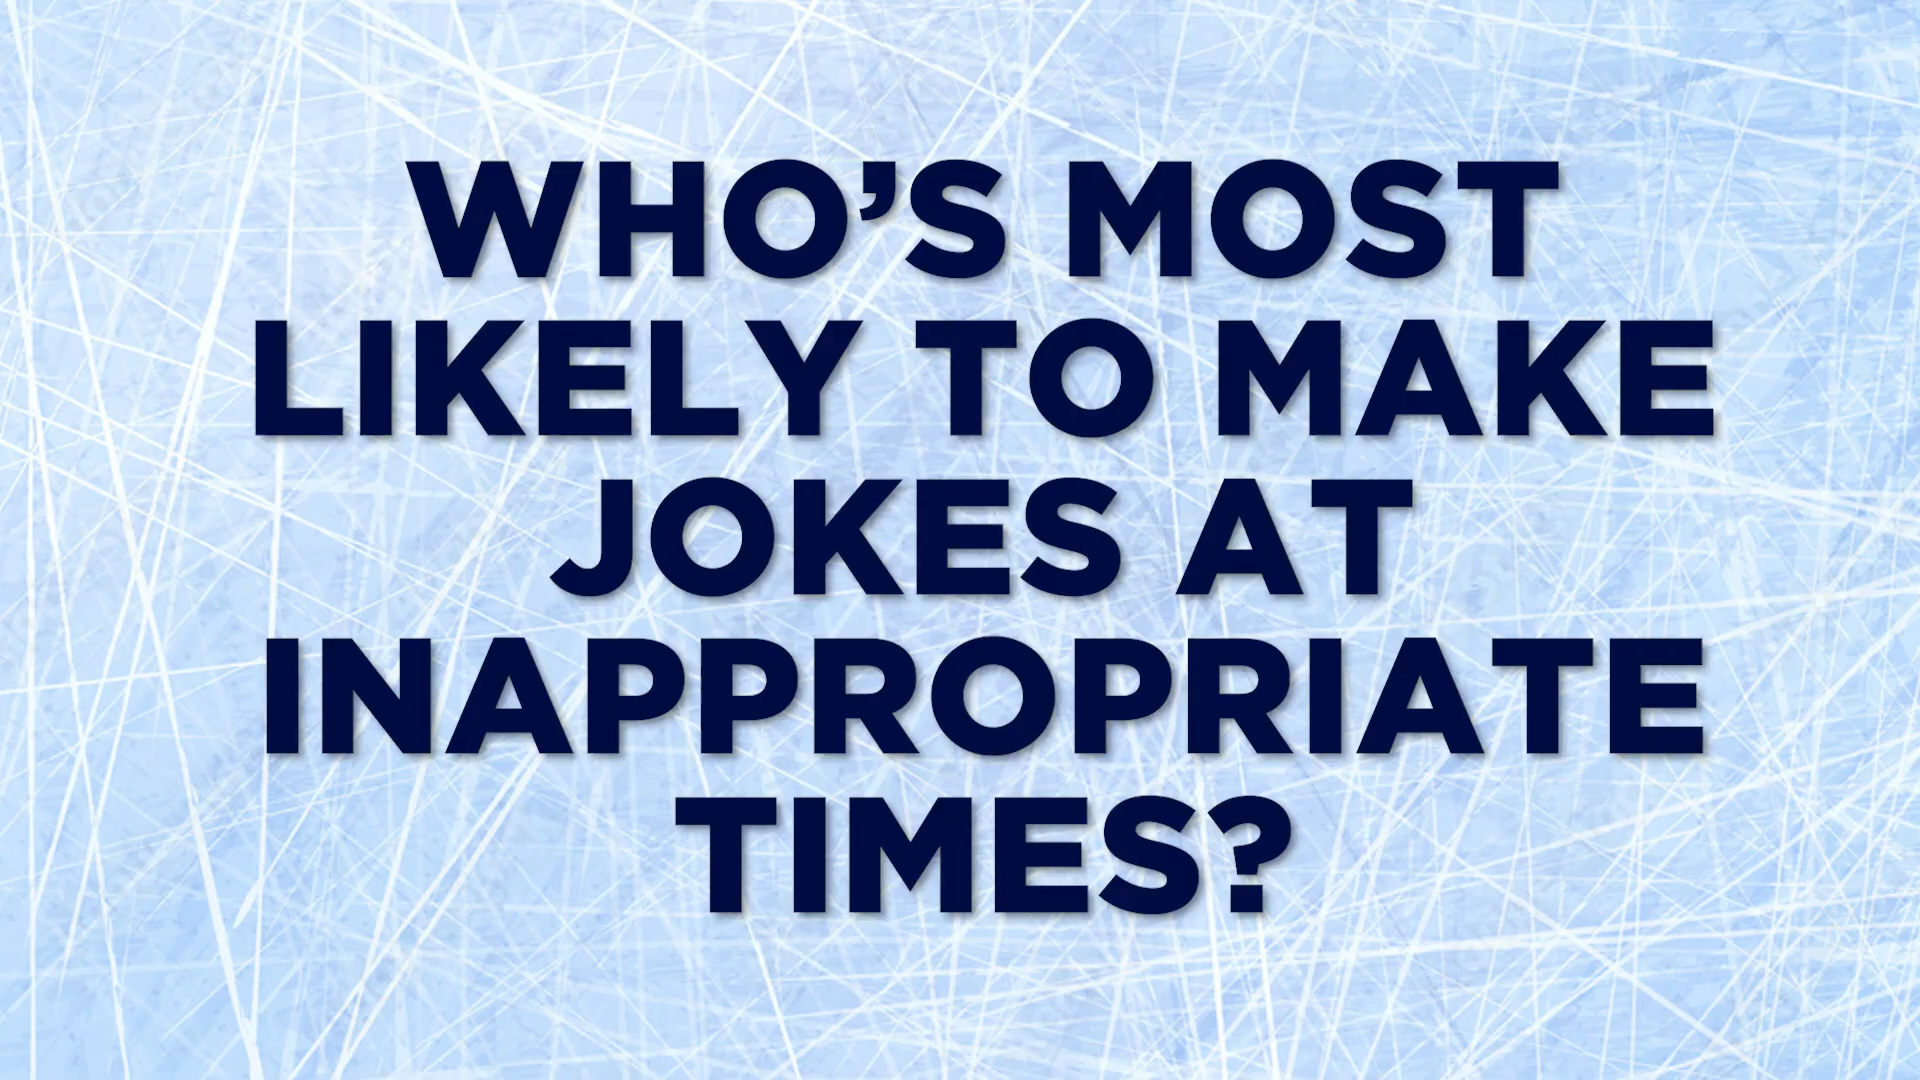 WHO’S MOST
LIKELY TO MAKE
JOKES AT
INAPPROPRIATE
TIMES?